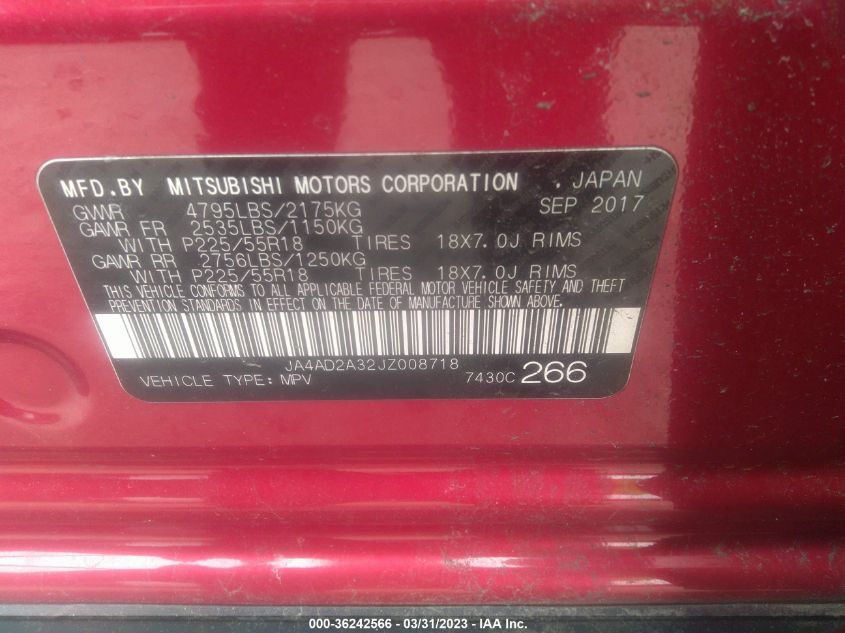 MFD.BY MITSUBISHI MOTORS CORPORATION . JAPAN
GVWR 4795LBS/2175KG SEP 2017
GAWR FR 2535LBS/1150KG
WITH P225/55R18 TIRES 18X7.0J RIMS
GAWR RR 2756LBS/1250KG
WITH P225/55R18 TIRES 18X7.0J RIMS
THIS VEHICLE CONFORMS TO ALL APPLICABLE FEDERAL MOTOR VEHICLE SAFETY AND THEFT
PREVENTION STANDARDS IN EFFECT ON THE DATE OF MANUFACTURE SHOWN ABOVE.
JA4AD2A32JZ008718
VEHICLE TYPE: MPV 7430C 266
000-36242566 - 03/31/2023 - IAA Inc.